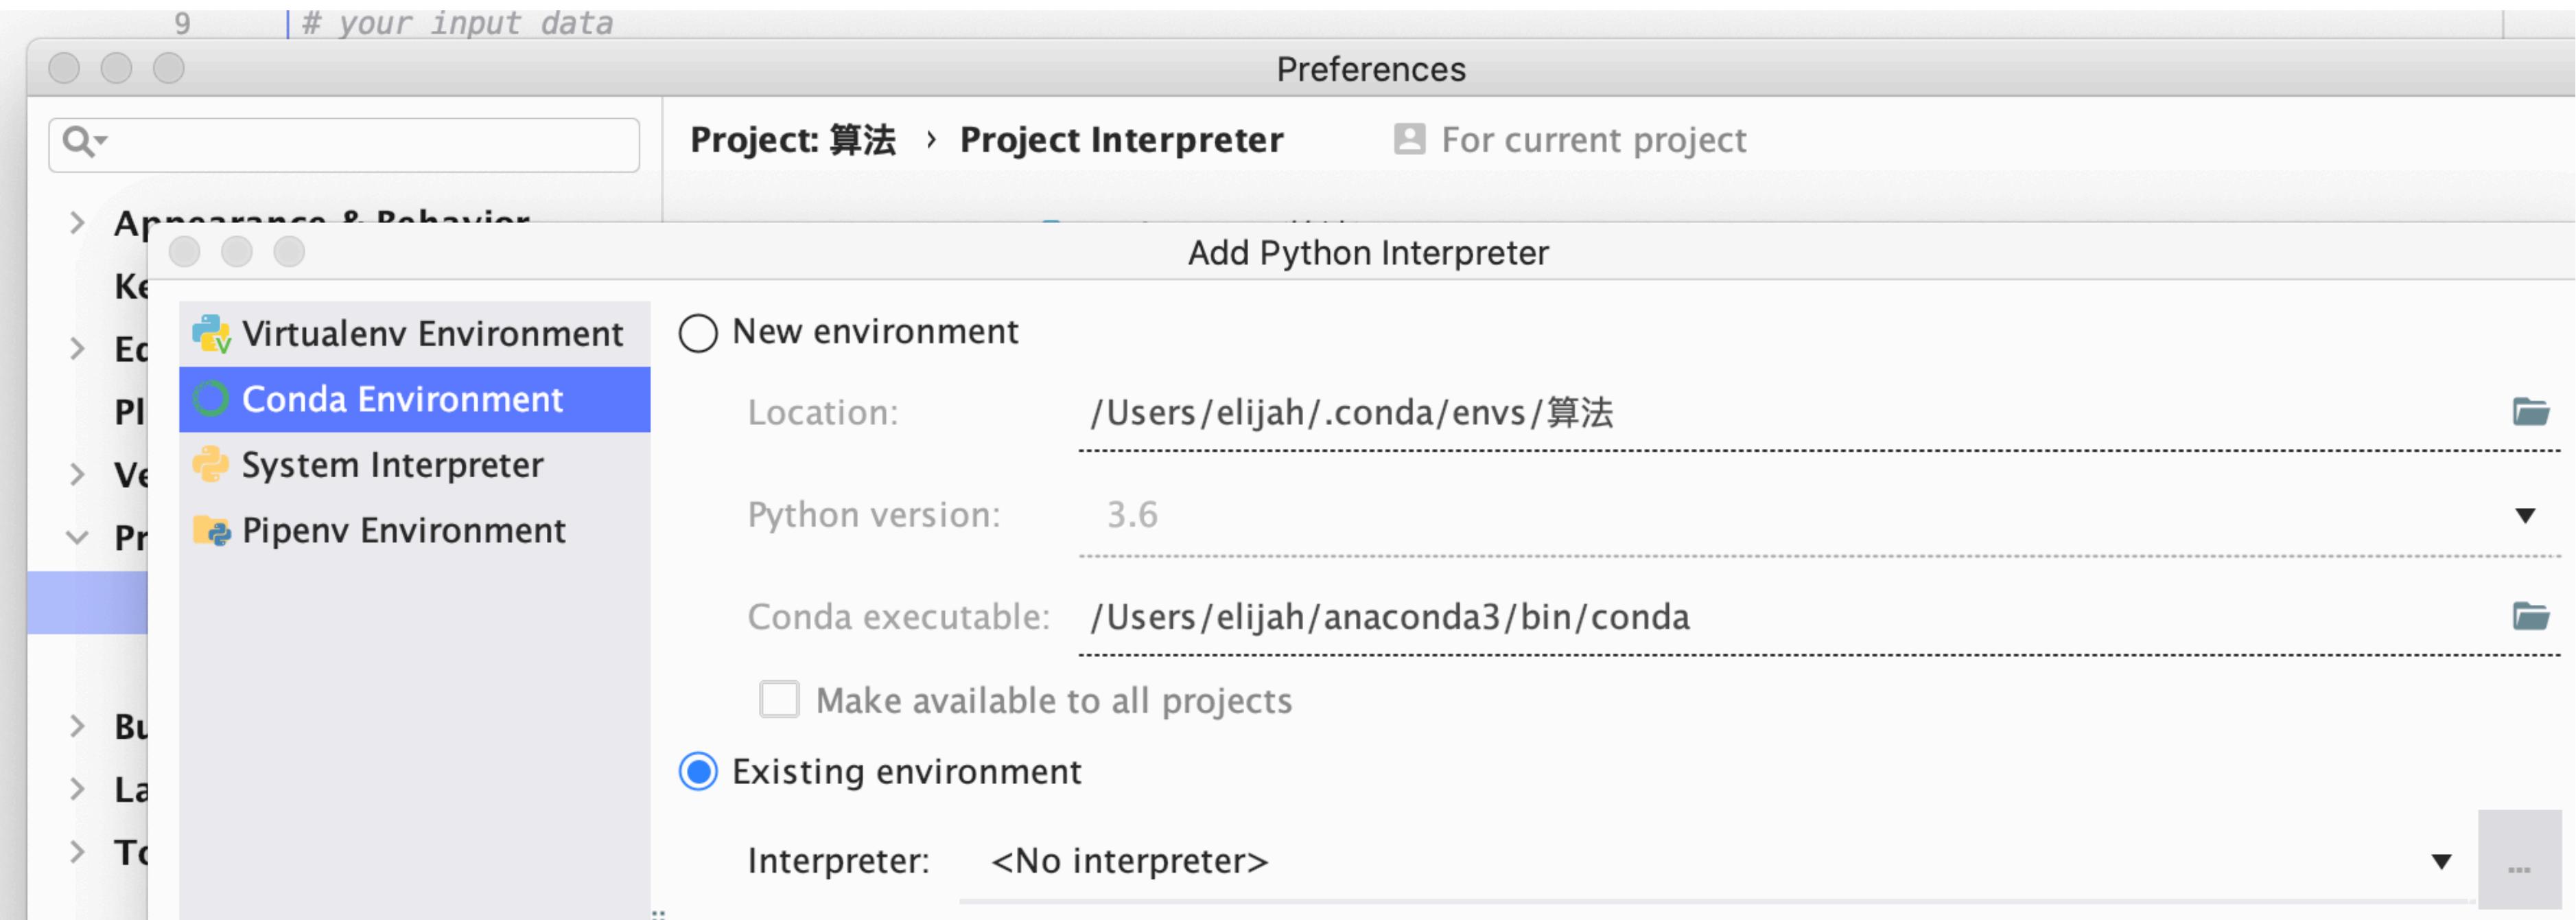 9 # your input data
Preferences
Project: 算法 › Project Interpreter For current project
Appearance & Behavior
Add Python Interpreter
Virtualenv Environment
Conda Environment
System Interpreter
Pipenv Environment
New environment
Location: /Users/elijah/.conda/envs/算法
Python version: 3.6
Conda executable: /Users/elijah/anaconda3/bin/conda
Make available to all projects
Existing environment
Interpreter: <No interpreter>
...